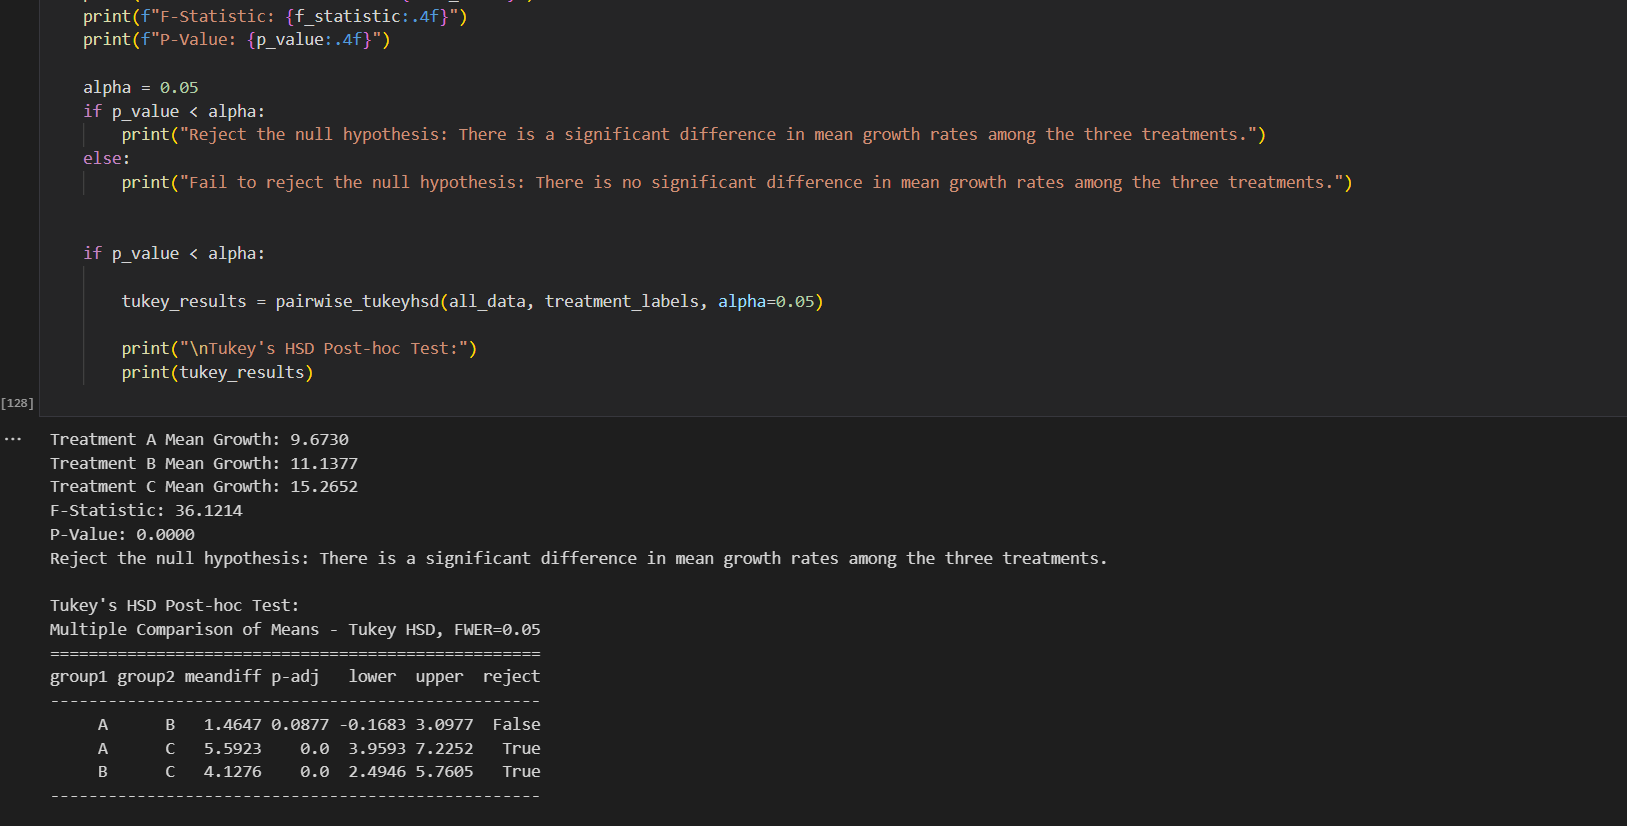 print(f"F-Statistic: {f_statistic:.4f}")
print(f"P-Value: {p_value:.4f}")
alpha = 0.05
if p_value < alpha:
print("Reject the null hypothesis: There is a significant difference in mean growth rates among the three treatments.")
else:
print("Fail to reject the null hypothesis: There is no significant difference in mean growth rates among the three treatments.")
if p_value < alpha:
tukey_results = pairwise_tukeyhsd(all_data, treatment_labels, alpha=0.05)
print("\nTukey's HSD Post-hoc Test:")
print(tukey_results)
[128]
... Treatment A Mean Growth: 9.6730
Treatment B Mean Growth: 11.1377
Treatment C Mean Growth: 15.2652
F-Statistic: 36.1214
P-Value: 0.0000
Reject the null hypothesis: There is a significant difference in mean growth rates among the three treatments.
Tukey's HSD Post-hoc Test:
Multiple Comparison of Means - Tukey HSD, FWER=0.05
===================================================
group1 group2 meandiff p-adj lower upper reject
---------------------------------------------------
A B 1.4647 0.0877 -0.1683 3.0977 False
A C 5.5923 0.0 3.9593 7.2252 True
B C 4.1276 0.0 2.4946 5.7605 True
---------------------------------------------------